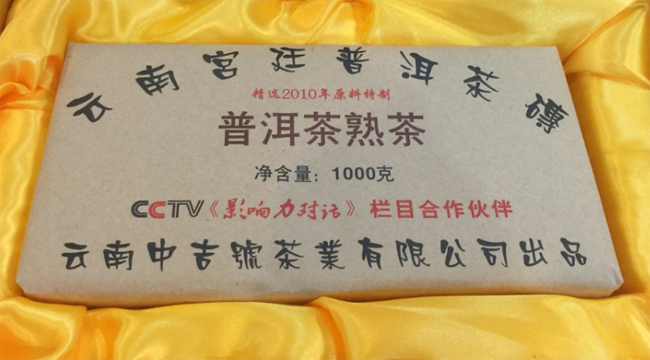 云南宫廷普洱茶磚
精选2010年原料特制
普洱茶熟茶
净含量：1000克
CCTV《影响力对话》栏目合作伙伴
云南中吉號茶業有限公司出品